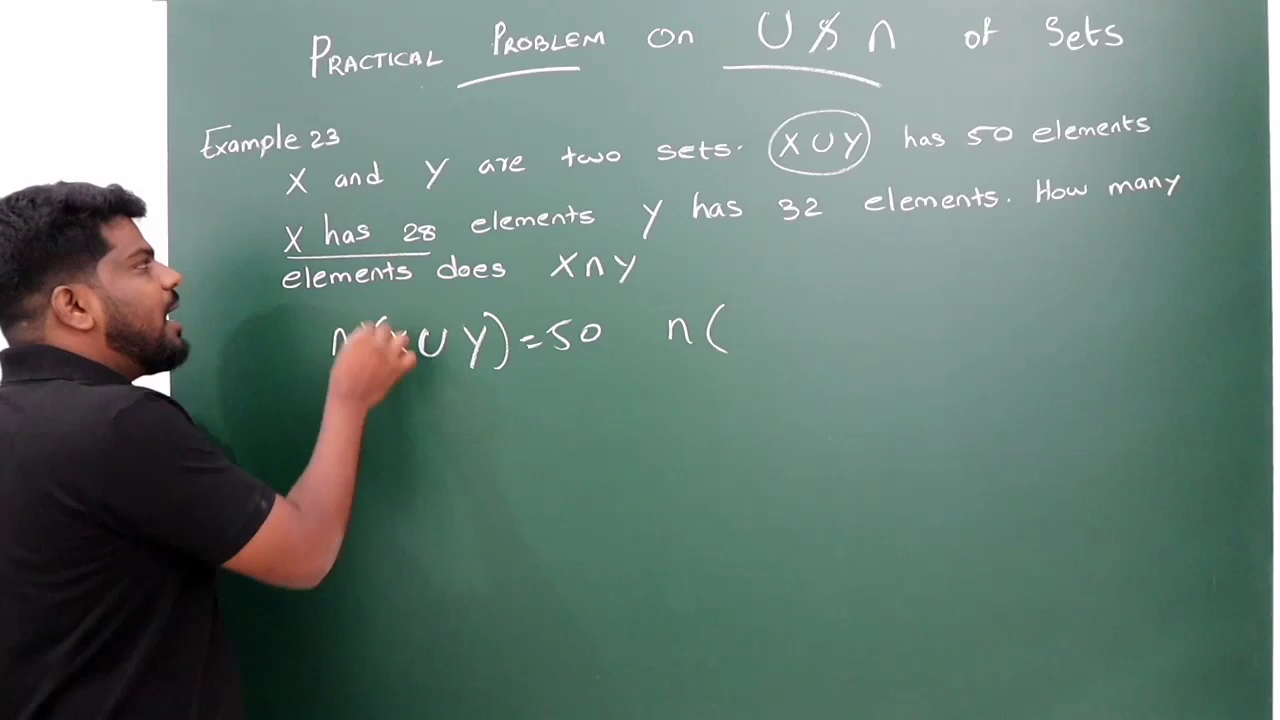 PRACTICAL PROBLEM on ∪ & ∩ of Sets
Example 23
X and Y are two sets. X ∪ Y has 50 elements
X has 28 elements Y has 32 elements. How many
elements does X ∩ Y
n(X ∪ Y) = 50 n(